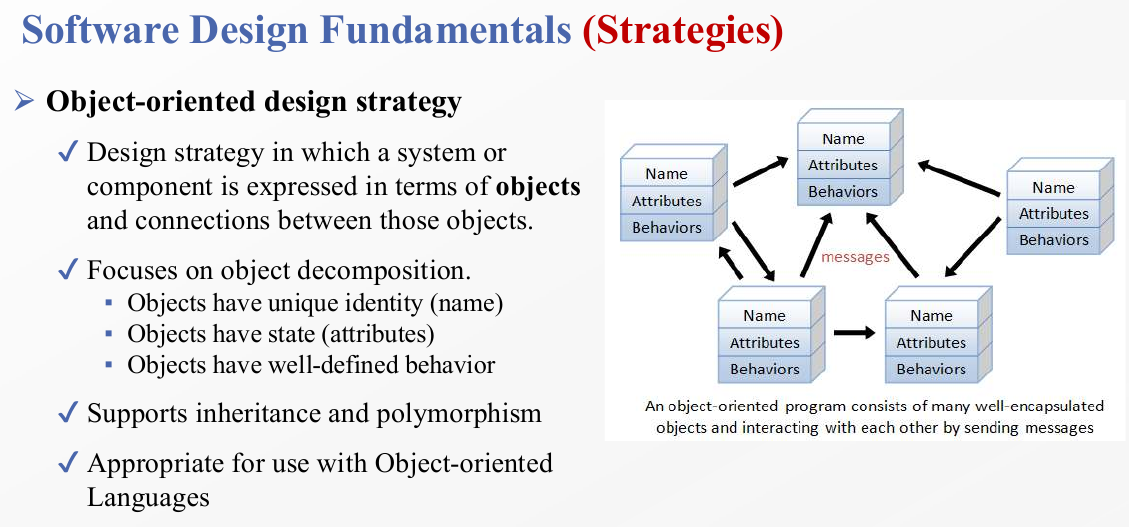 Software Design Fundamentals (Strategies)
➢ Object-oriented design strategy
✓ Design strategy in which a system or
component is expressed in terms of objects
and connections between those objects.
✓ Focuses on object decomposition.
▪ Objects have unique identity (name)
▪ Objects have state (attributes)
▪ Objects have well-defined behavior
✓ Supports inheritance and polymorphism
✓ Appropriate for use with Object-oriented
Languages
Name
Attributes
Behaviors
Name
Attributes
Behaviors
Name
Attributes
Behaviors
messages
Name
Attributes
Behaviors
Name
Attributes
Behaviors
An object-oriented program consists of many well-encapsulated
objects and interacting with each other by sending messages